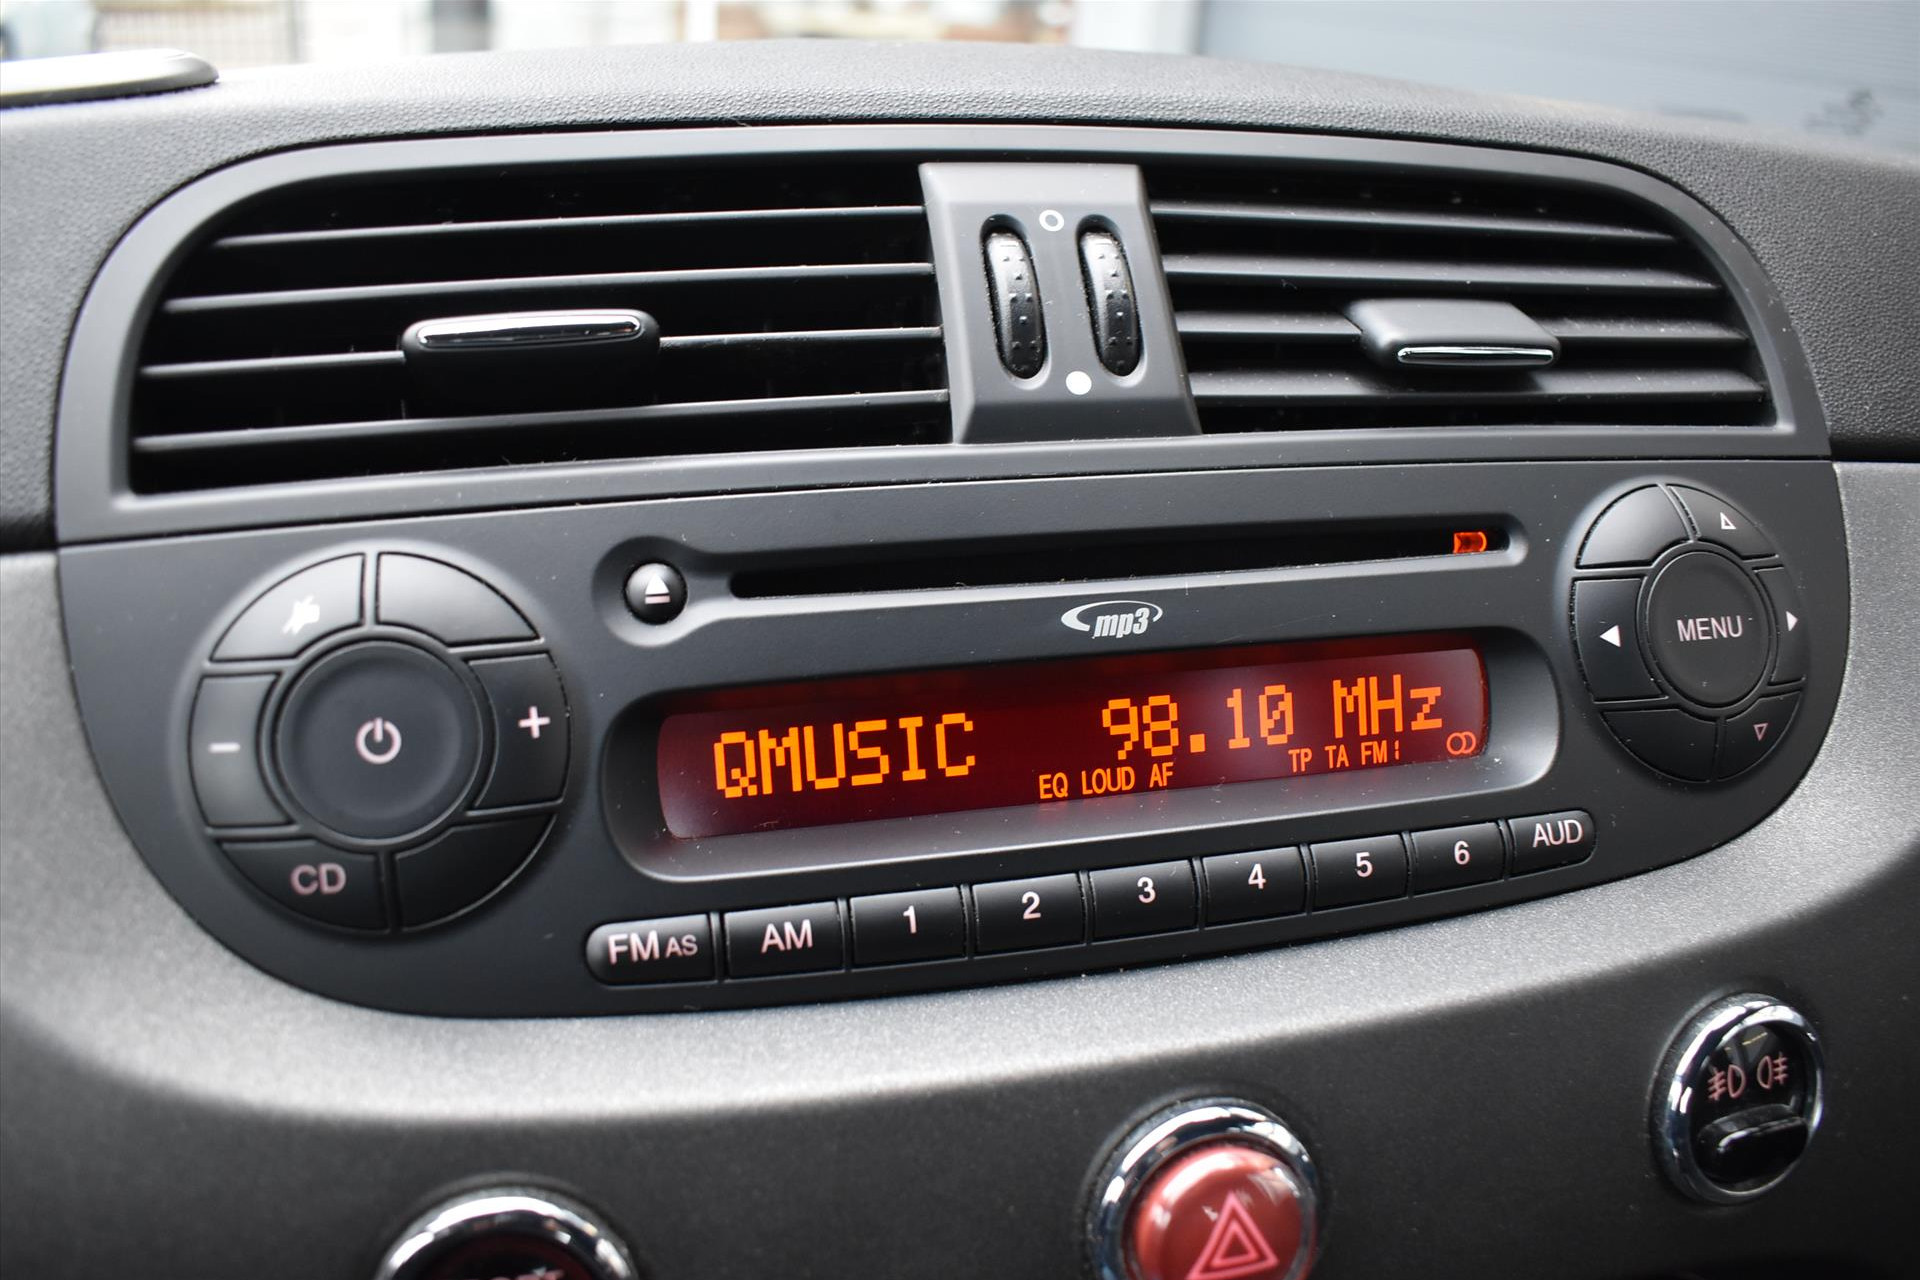 mp3
MENU
QMUSIC 98.10 MHz
EQ LOUD AF TP TA FM
CD
FM AS AM 1 2 3 4 5 6 AUD